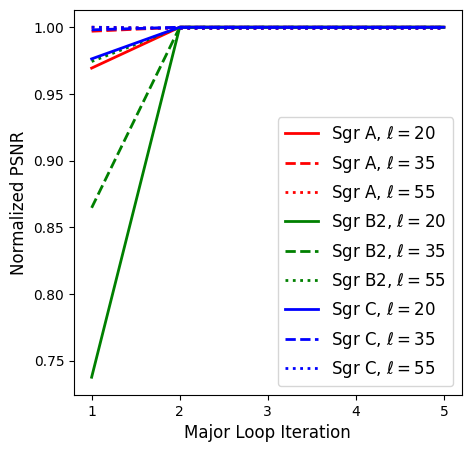 1.00
0.95
0.90
0.85
0.80
0.75
Normalized PSNR
1 2 3 4 5
Major Loop Iteration
Sgr A, ℓ = 20
Sgr A, ℓ = 35
Sgr A, ℓ = 55
Sgr B2, ℓ = 20
Sgr B2, ℓ = 35
Sgr B2, ℓ = 55
Sgr C, ℓ = 20
Sgr C, ℓ = 35
Sgr C, ℓ = 55